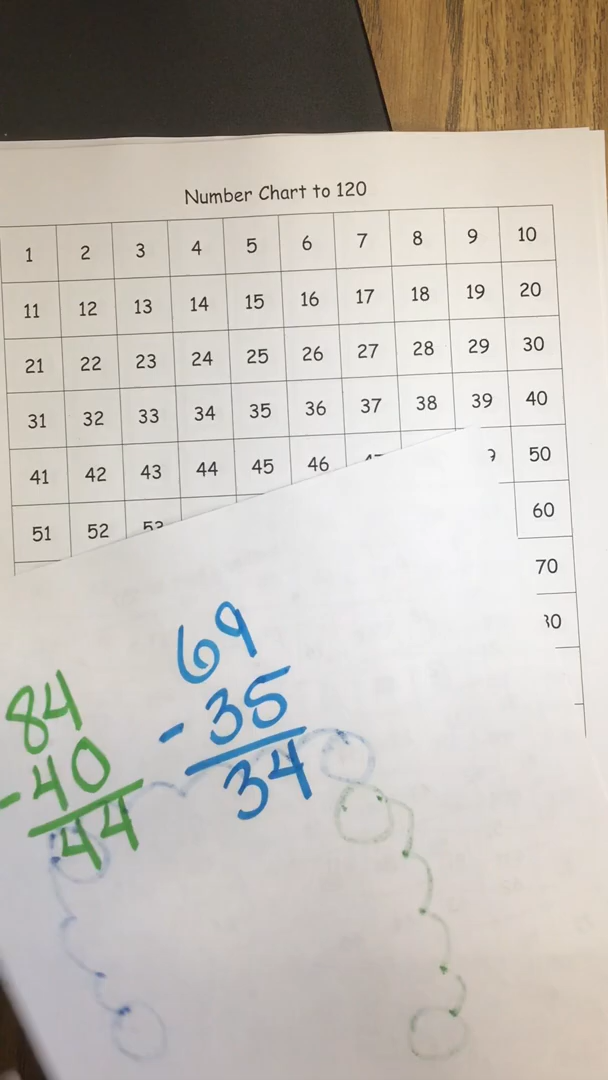 Number Chart to 120
1 2 3 4 5 6 7 8 9 10
11 12 13 14 15 16 17 18 19 20
21 22 23 24 25 26 27 28 29 30
31 32 33 34 35 36 37 38 39 40
41 42 43 44 45 46 50
51 52 60
70
84
- 40
44
69
- 35
34